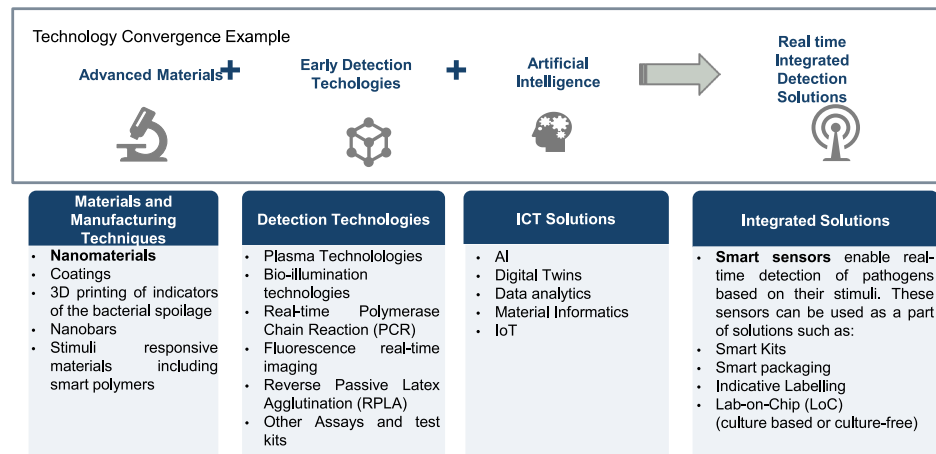 Technology Convergence Example
Advanced Materials
+
Early Detection
Techologies
+
Artificial
Intelligence
Real time
Integrated
Detection
Solutions
Materials and
Manufacturing
Techniques
• Nanomaterials
• Coatings
• 3D printing of indicators
of the bacterial spoilage
• Nanobars
• Stimuli responsive
materials including
smart polymers
Detection Technologies
• Plasma Technolologies
• Bio-illumination
technologies
• Real-time Polymerase
Chain Reaction (PCR)
• Fluorescence real-time
imaging
• Reverse Passive Latex
Agglutination (RPLA)
• Other Assays and test
kits
ICT Solutions
• AI
• Digital Twins
• Data analytics
• Material Informatics
• IoT
Integrated Solutions
• Smart sensors enable real-
time detection of pathogens
based on their stimuli. These
sensors can be used as a part
of solutions such as:
• Smart Kits
• Smart packaging
• Indicative Labelling
• Lab-on-Chip (LoC)
(culture based or culture-free)